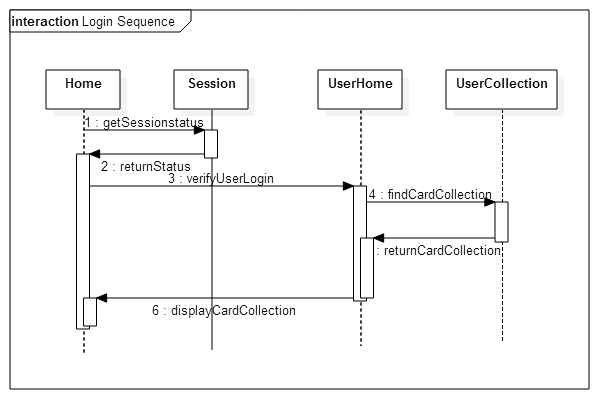 interaction Login Sequence
Home
Session
UserHome
UserCollection
1 : getSessionstatus
2 : returnStatus
3 : verifyUserLogin
4 : findCardCollection
: returnCardCollection
6 : displayCardCollection